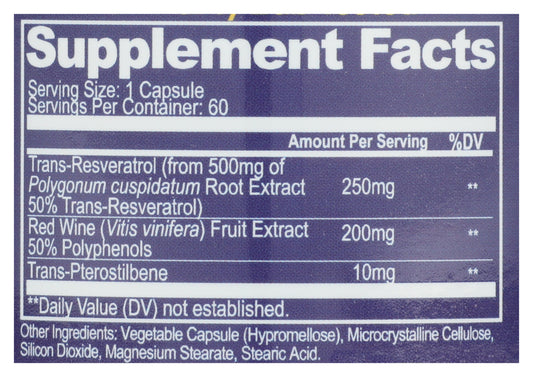 Supplement Facts
Serving Size: 1 Capsule
Servings Per Container: 60
Amount Per Serving %DV
Trans-Resveratrol (from 500mg of
Polygonum cuspidatum Root Extract 250mg **
50% Trans-Resveratrol)
Red Wine (Vitis vinifera) Fruit Extract 200mg **
50% Polyphenols
Trans-Pterostilbene 10mg **
**Daily Value (DV) not established.
Other Ingredients: Vegetable Capsule (Hypromellose), Microcrystalline Cellulose,
Silicon Dioxide, Magnesium Stearate, Stearic Acid.